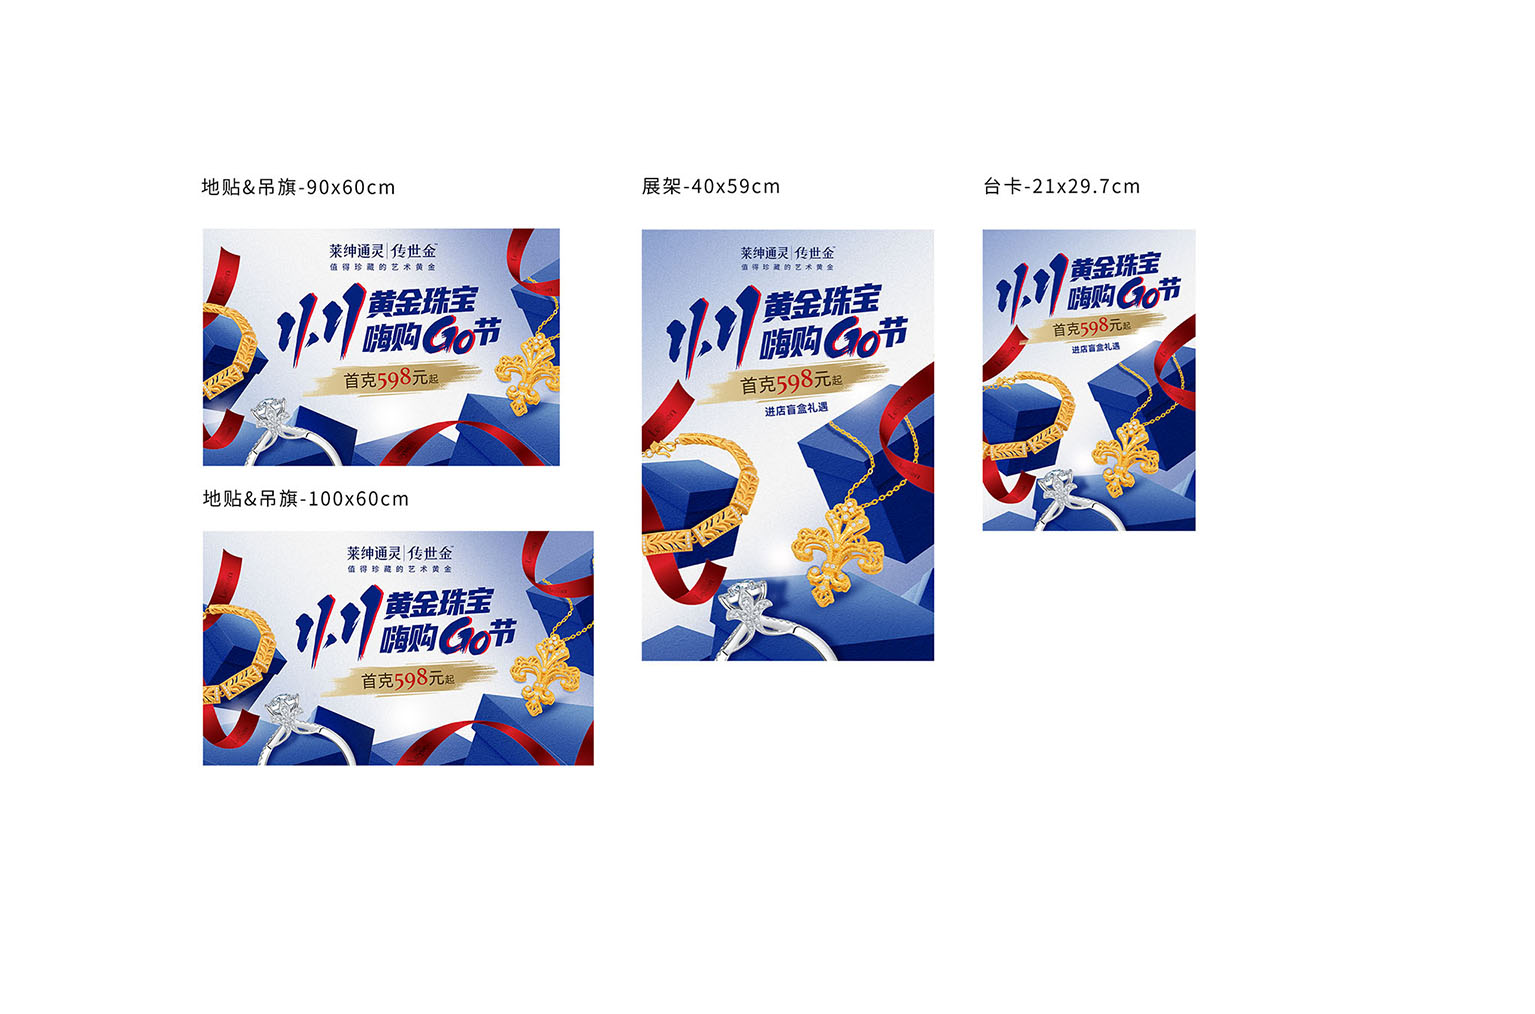 地贴&吊旗-90x60cm
莱绅通灵|传世金™
值得珍藏的艺术黄金
11.11 黄金珠宝
嗨购GO节
首克598元起
地贴&吊旗-100x60cm
莱绅通灵|传世金™
值得珍藏的艺术黄金
11.11 黄金珠宝
嗨购GO节
首克598元起
展架-40x59cm
莱绅通灵|传世金™
值得珍藏的艺术黄金
11.11 黄金珠宝
嗨购GO节
首克598元起
进店盲盒礼遇
台卡-21x29.7cm
11.11 黄金珠宝
嗨购GO节
首克598元起
进店盲盒礼遇